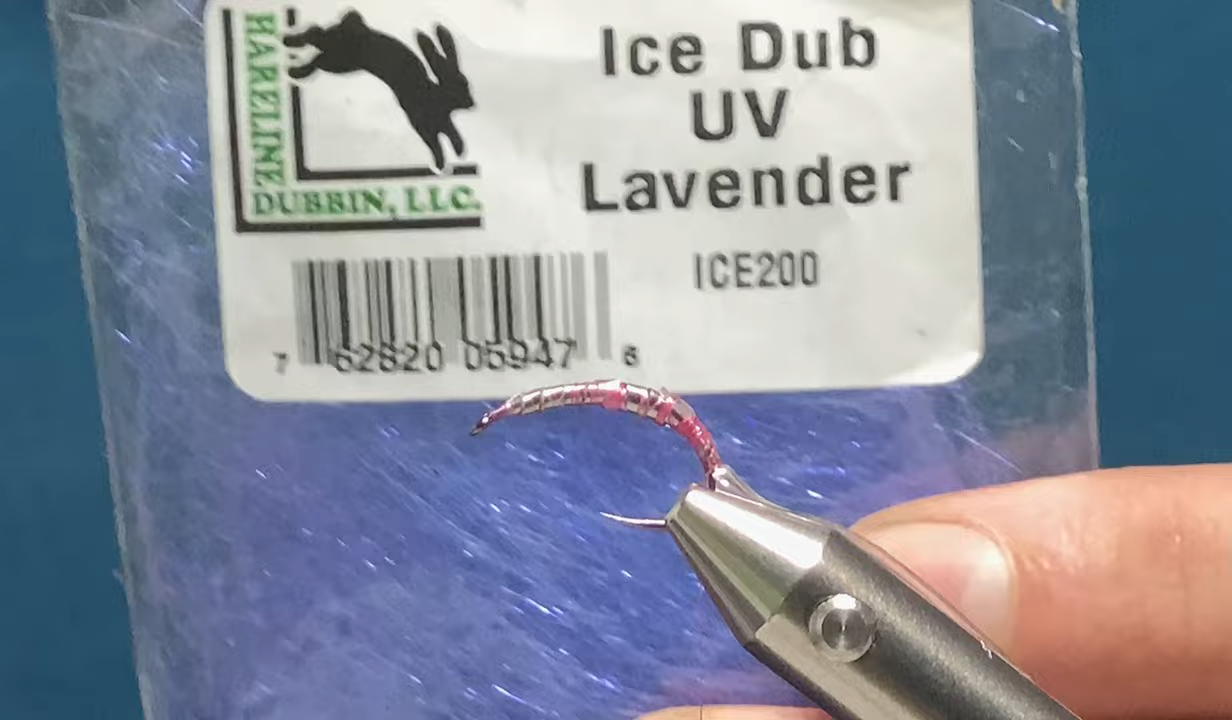 HARELINE
DUBBIN, LLC.
Ice Dub
UV
Lavender
ICE200
7 62820 05947 6